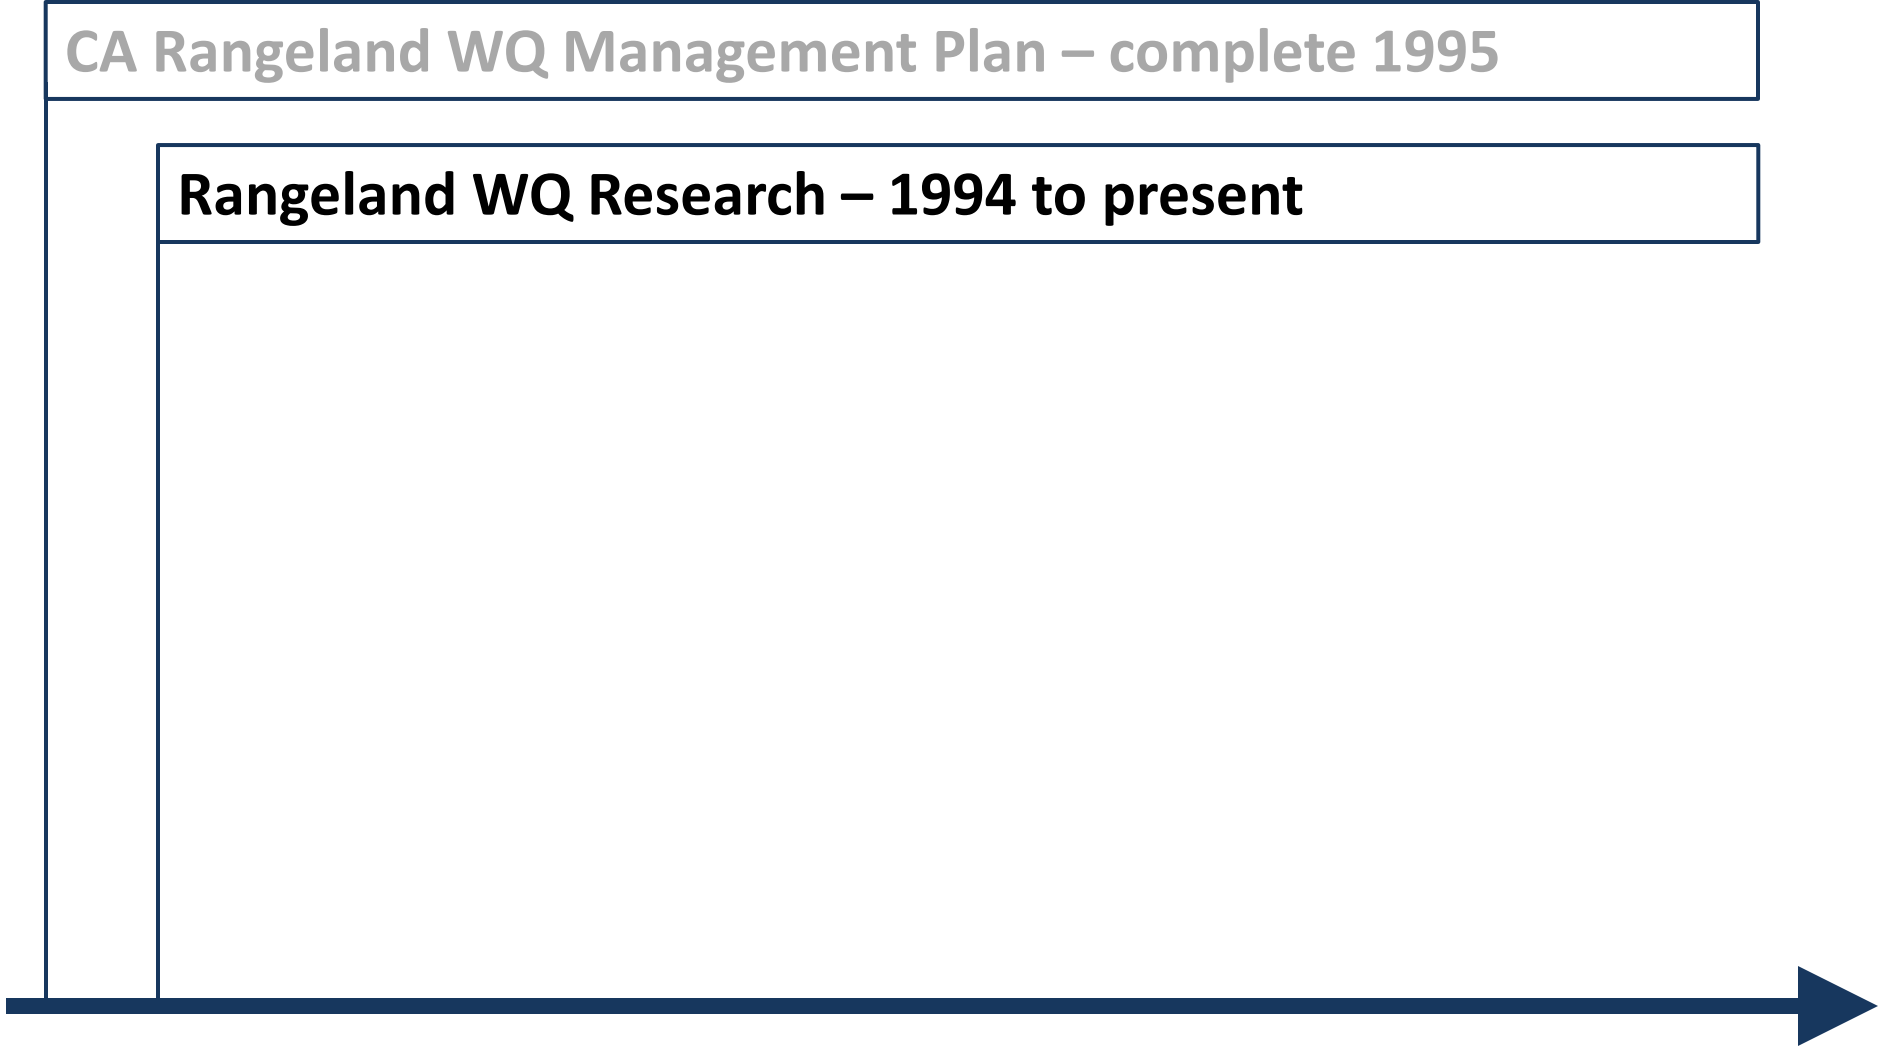 CA Rangeland WQ Management Plan – complete 1995
Rangeland WQ Research – 1994 to present